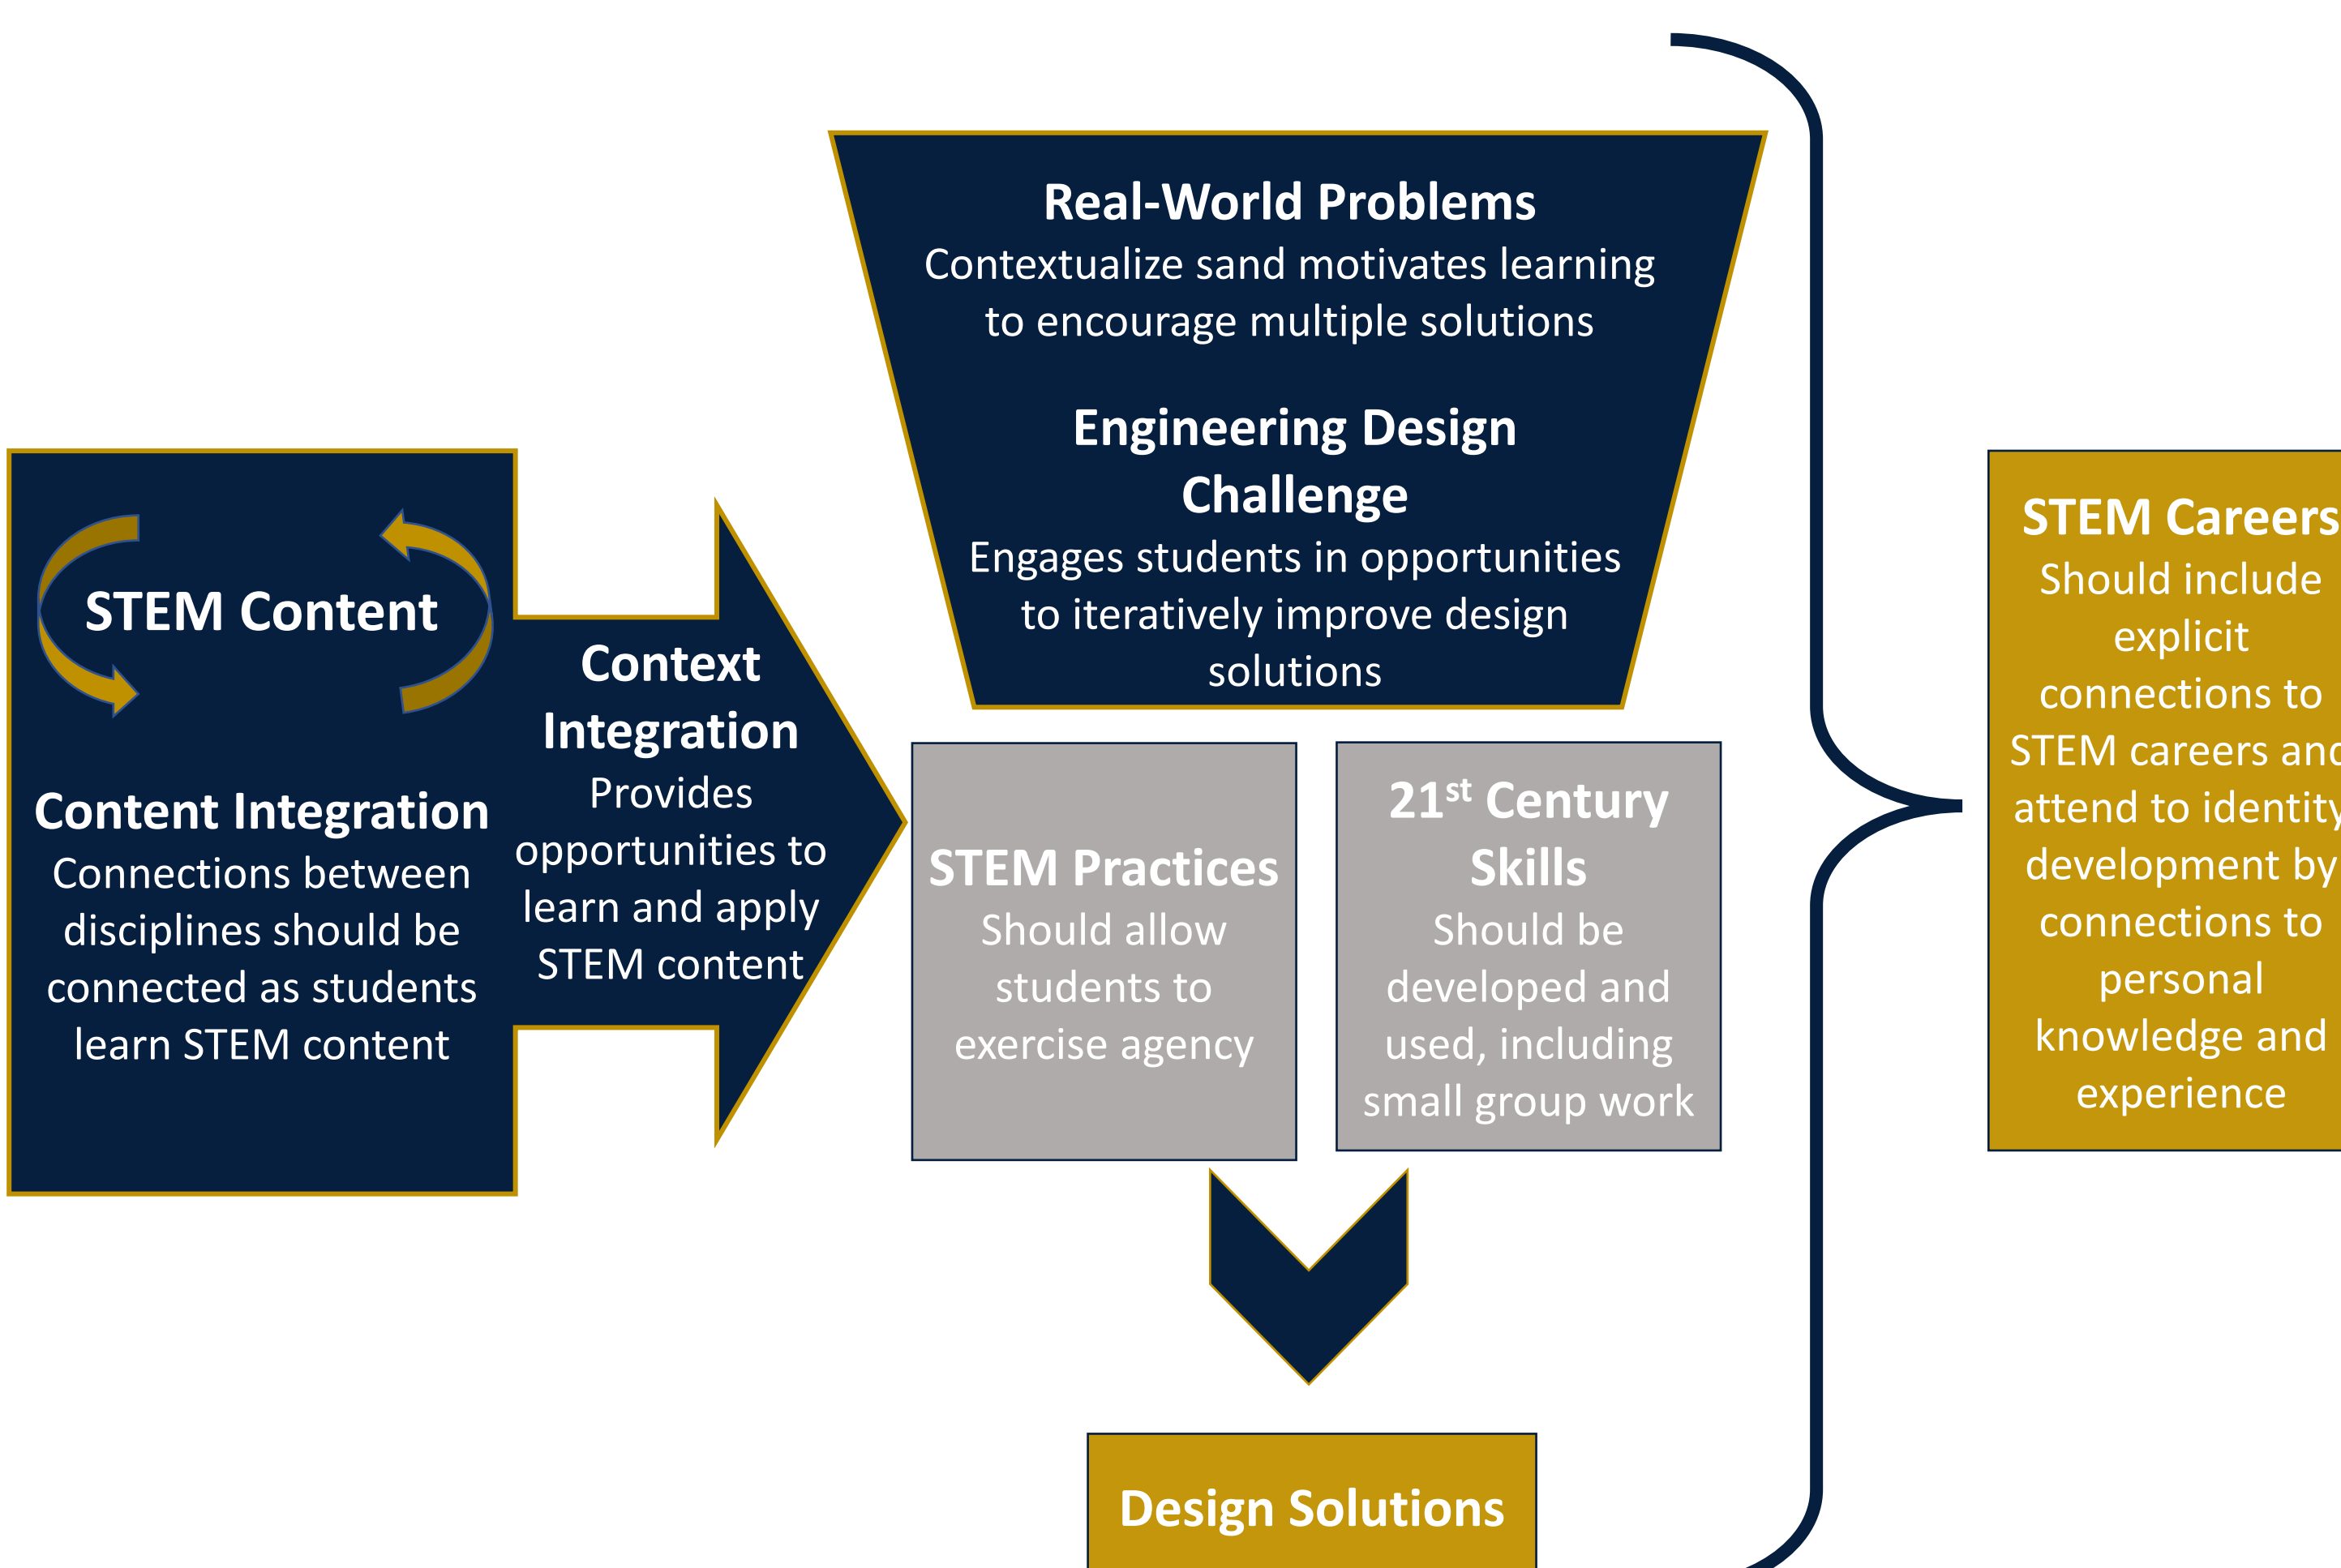 STEM Content
Content Integration
Connections between
disciplines should be
connected as students
learn STEM content
Context
Integration
Provides
opportunities to
learn and apply
STEM content
Real-World Problems
Contextualize sand motivates learning
to encourage multiple solutions
Engineering Design
Challenge
Engages students in opportunities
to iteratively improve design
solutions
STEM Practices
Should allow
students to
exercise agency
21st Century
Skills
Should be
developed and
used, including
small group work
Design Solutions
STEM Careers
Should include
explicit
connections to
STEM careers and
attend to identity
development by
connections to
personal
knowledge and
experience